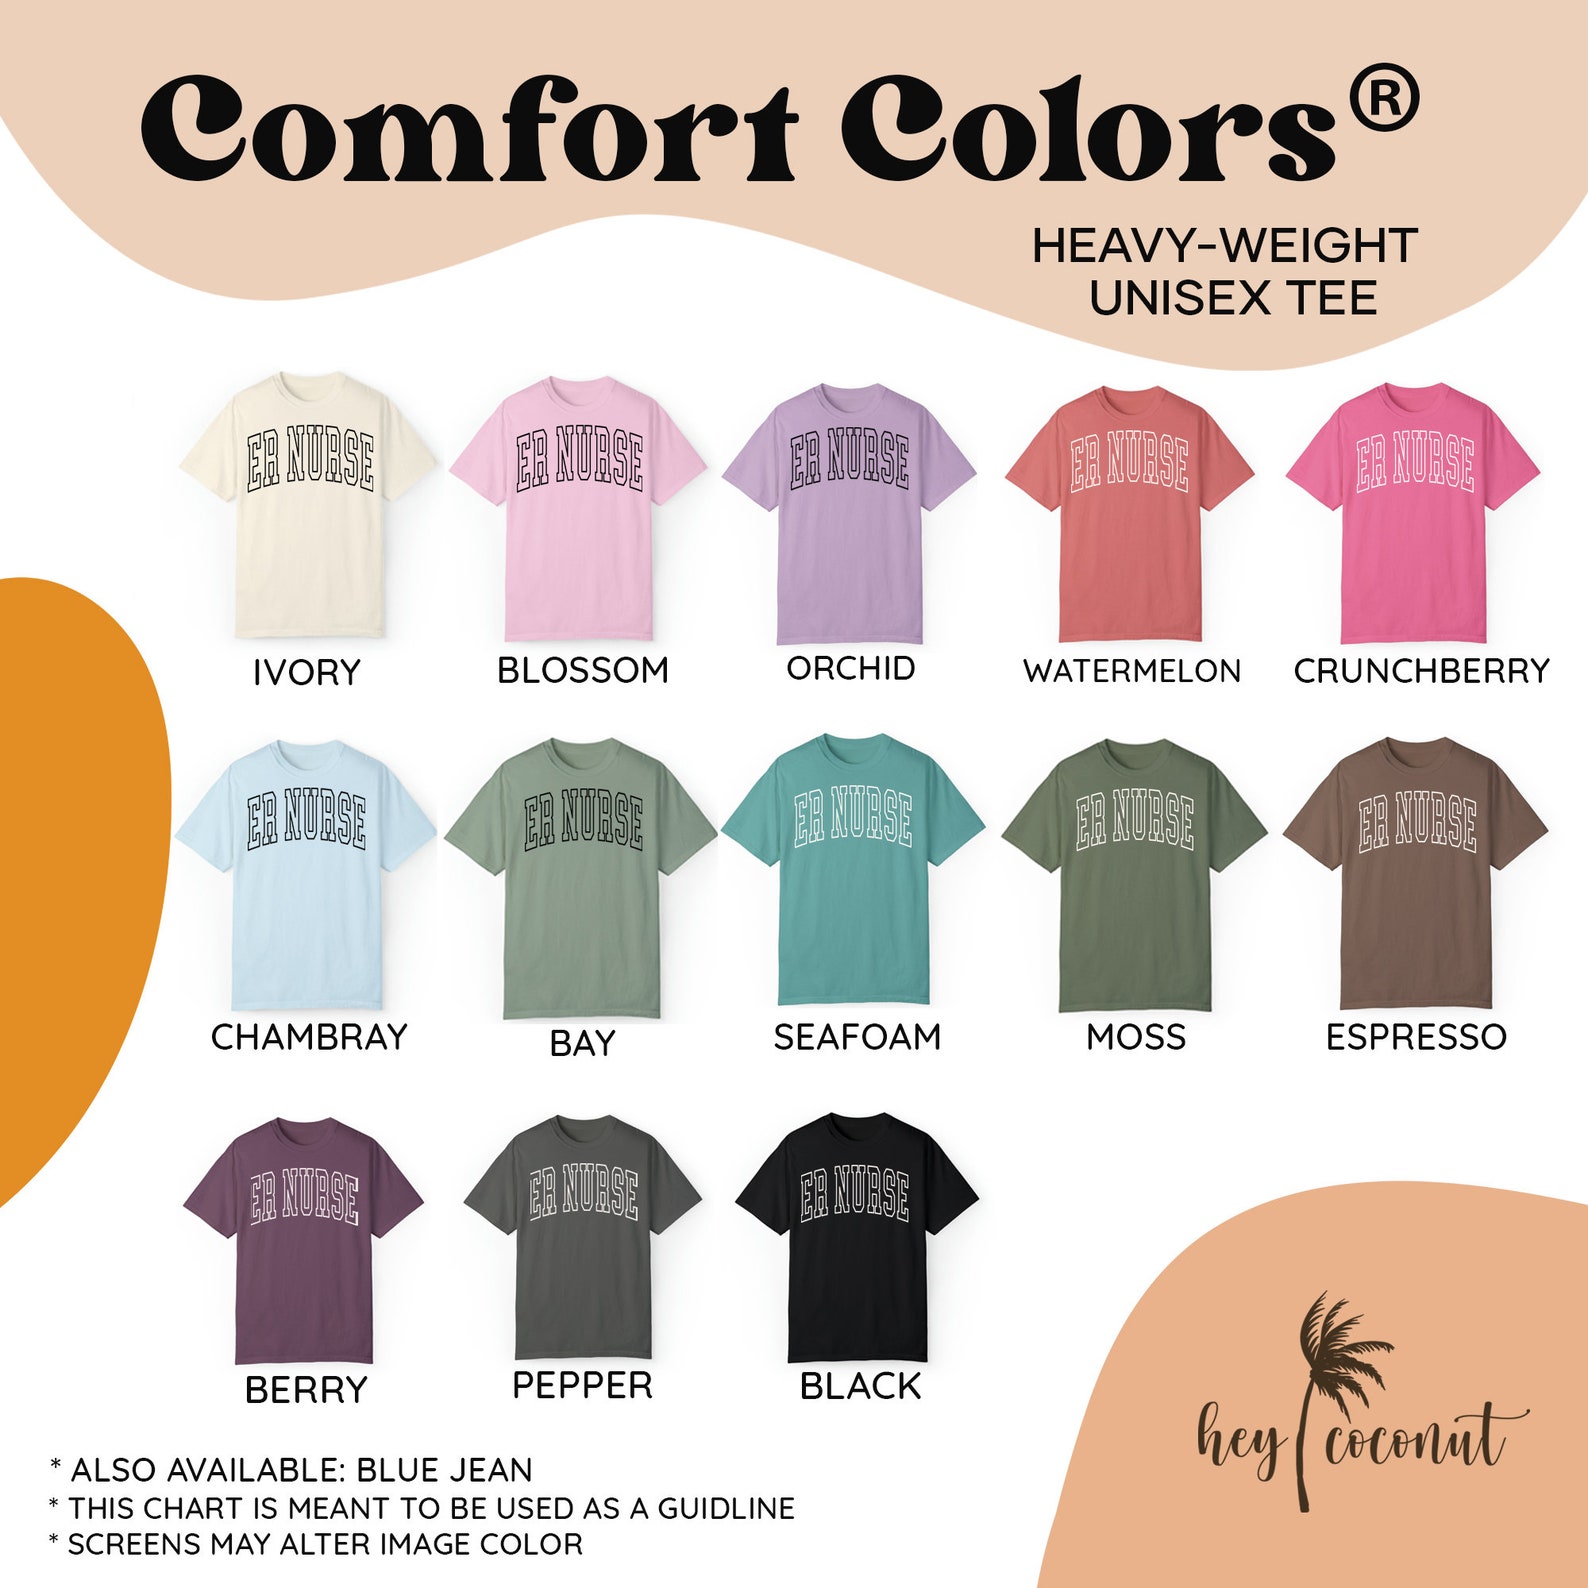 Comfort Colors®
HEAVY-WEIGHT
UNISEX TEE
ER NURSE
ER NURSE
ER NURSE
ER NURSE
ER NURSE
IVORY
BLOSSOM
ORCHID
WATERMELON
CRUNCHBERRY
ER NURSE
ER NURSE
ER NURSE
ER NURSE
ER NURSE
CHAMBRAY
BAY
SEAFOAM
MOSS
ESPRESSO
ER NURSE
ER NURSE
ER NURSE
BERRY
PEPPER
BLACK
hey coconut
* ALSO AVAILABLE: BLUE JEAN
* THIS CHART IS MEANT TO BE USED AS A GUIDLINE
* SCREENS MAY ALTER IMAGE COLOR